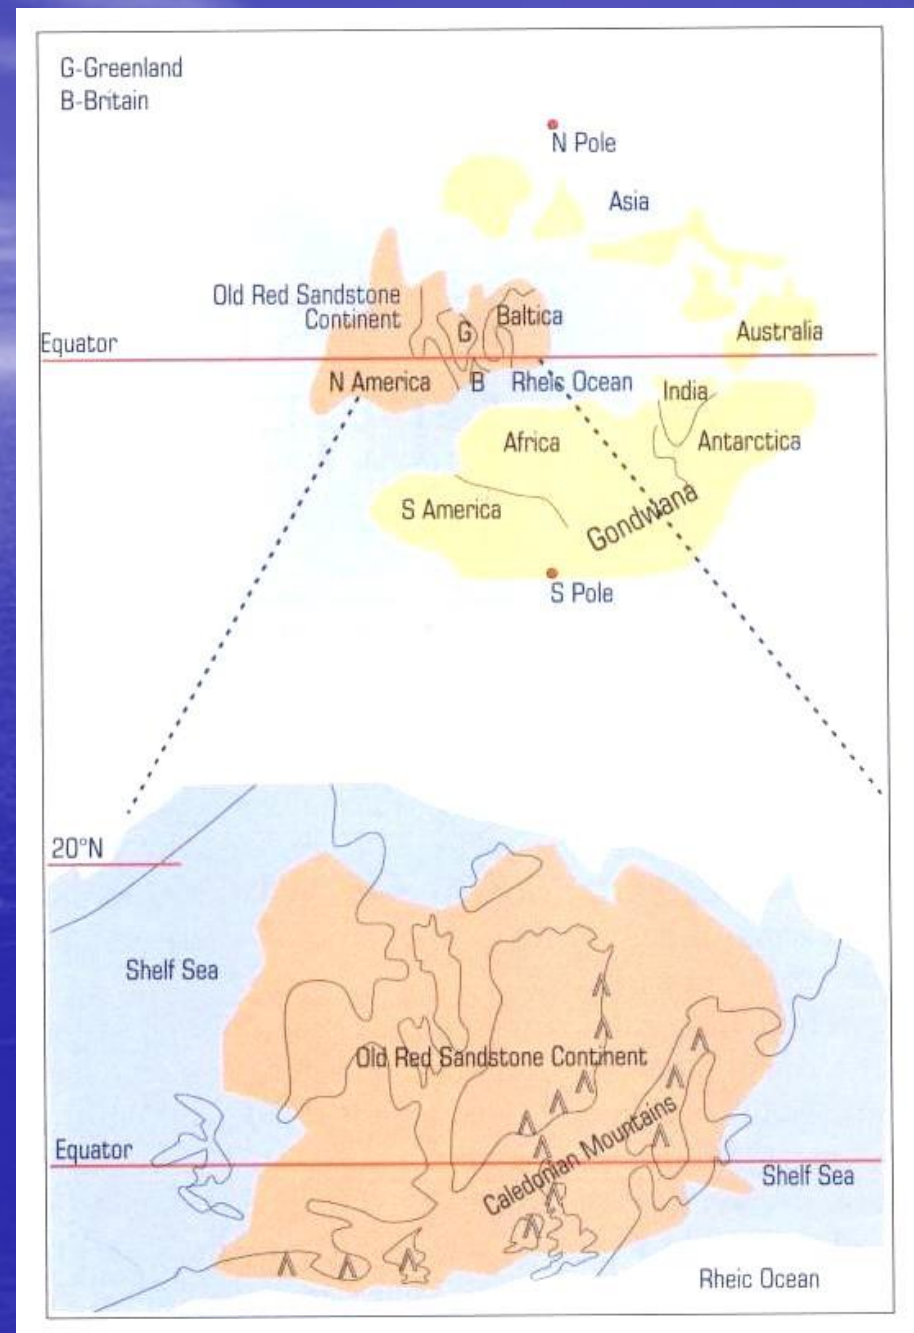 G-Greenland
B-Britain
N Pole
Asia
Old Red Sandstone
Continent
G
Baltica
Australia
Equator
N America
B
Rheic Ocean
India
Africa
Antarctica
S America
Gondwana
S Pole
20°N
Shelf Sea
Old Red Sandstone Continent
Caledonian Mountains
Equator
Shelf Sea
Rheic Ocean